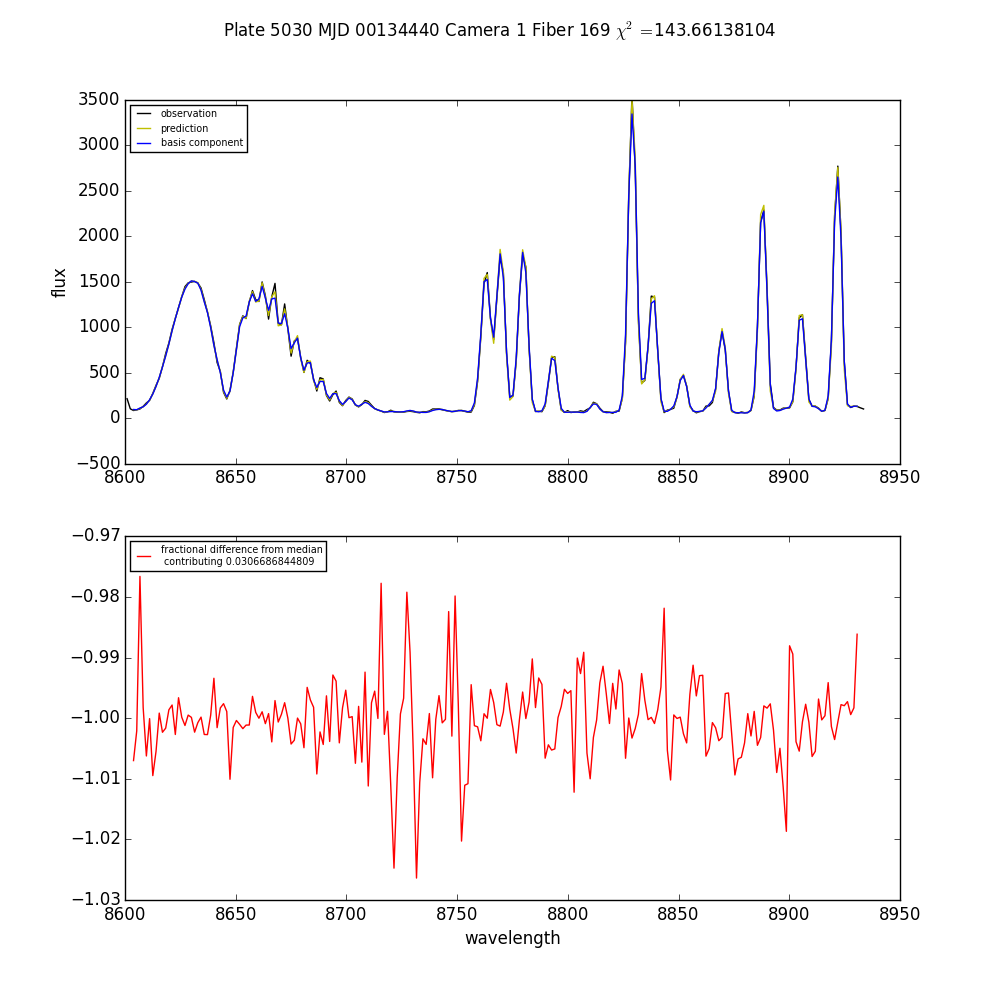 Plate 5030 MJD 00134440 Camera 1 Fiber 169 χ² =143.66138104
3500
3000
2500
2000
1500
1000
500
0
−500
flux
observation
prediction
basis component
8600 8650 8700 8750 8800 8850 8900 8950
−0.97
−0.98
−0.99
−1.00
−1.01
−1.02
−1.03
fractional difference from median
contributing 0.0306686844809
8600 8650 8700 8750 8800 8850 8900 8950
wavelength